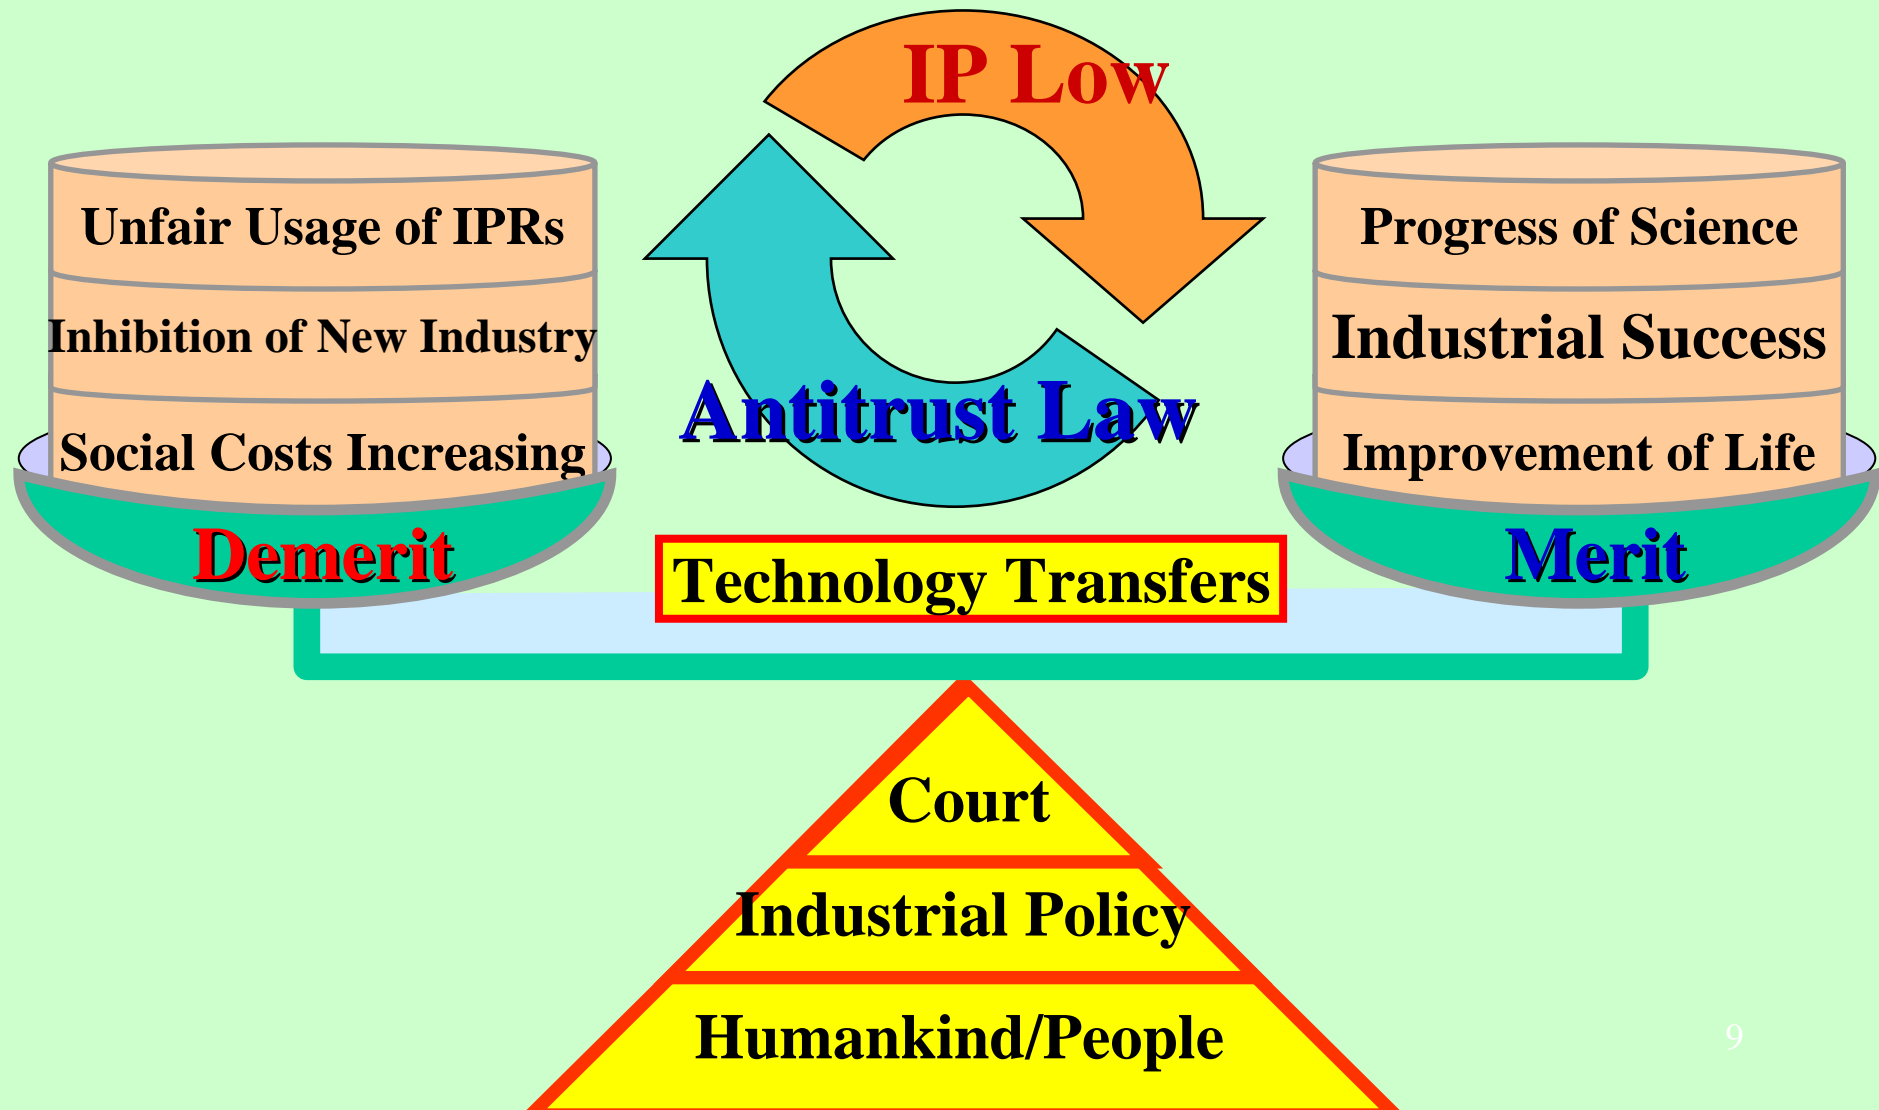 IP Low
Unfair Usage of IPRs
Inhibition of New Industry
Social Costs Increasing
Demerit
Antitrust Law
Technology Transfers
Progress of Science
Industrial Success
Improvement of Life
Merit
Court
Industrial Policy
Humankind/People
9